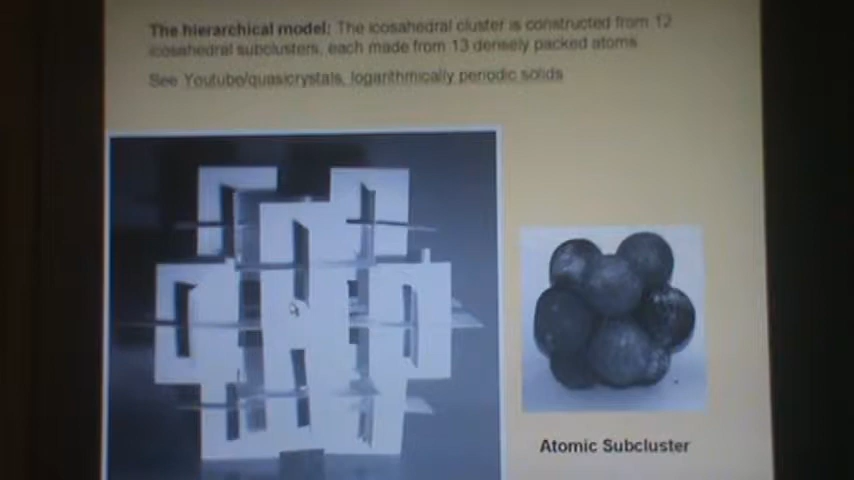 The hierarchical model: The icosahedral cluster is constructed from 12
icosahedral subclusters, each made from 13 densely packed atoms
See Youtube/quasicrystals, logarithmically periodic solids
Atomic Subcluster